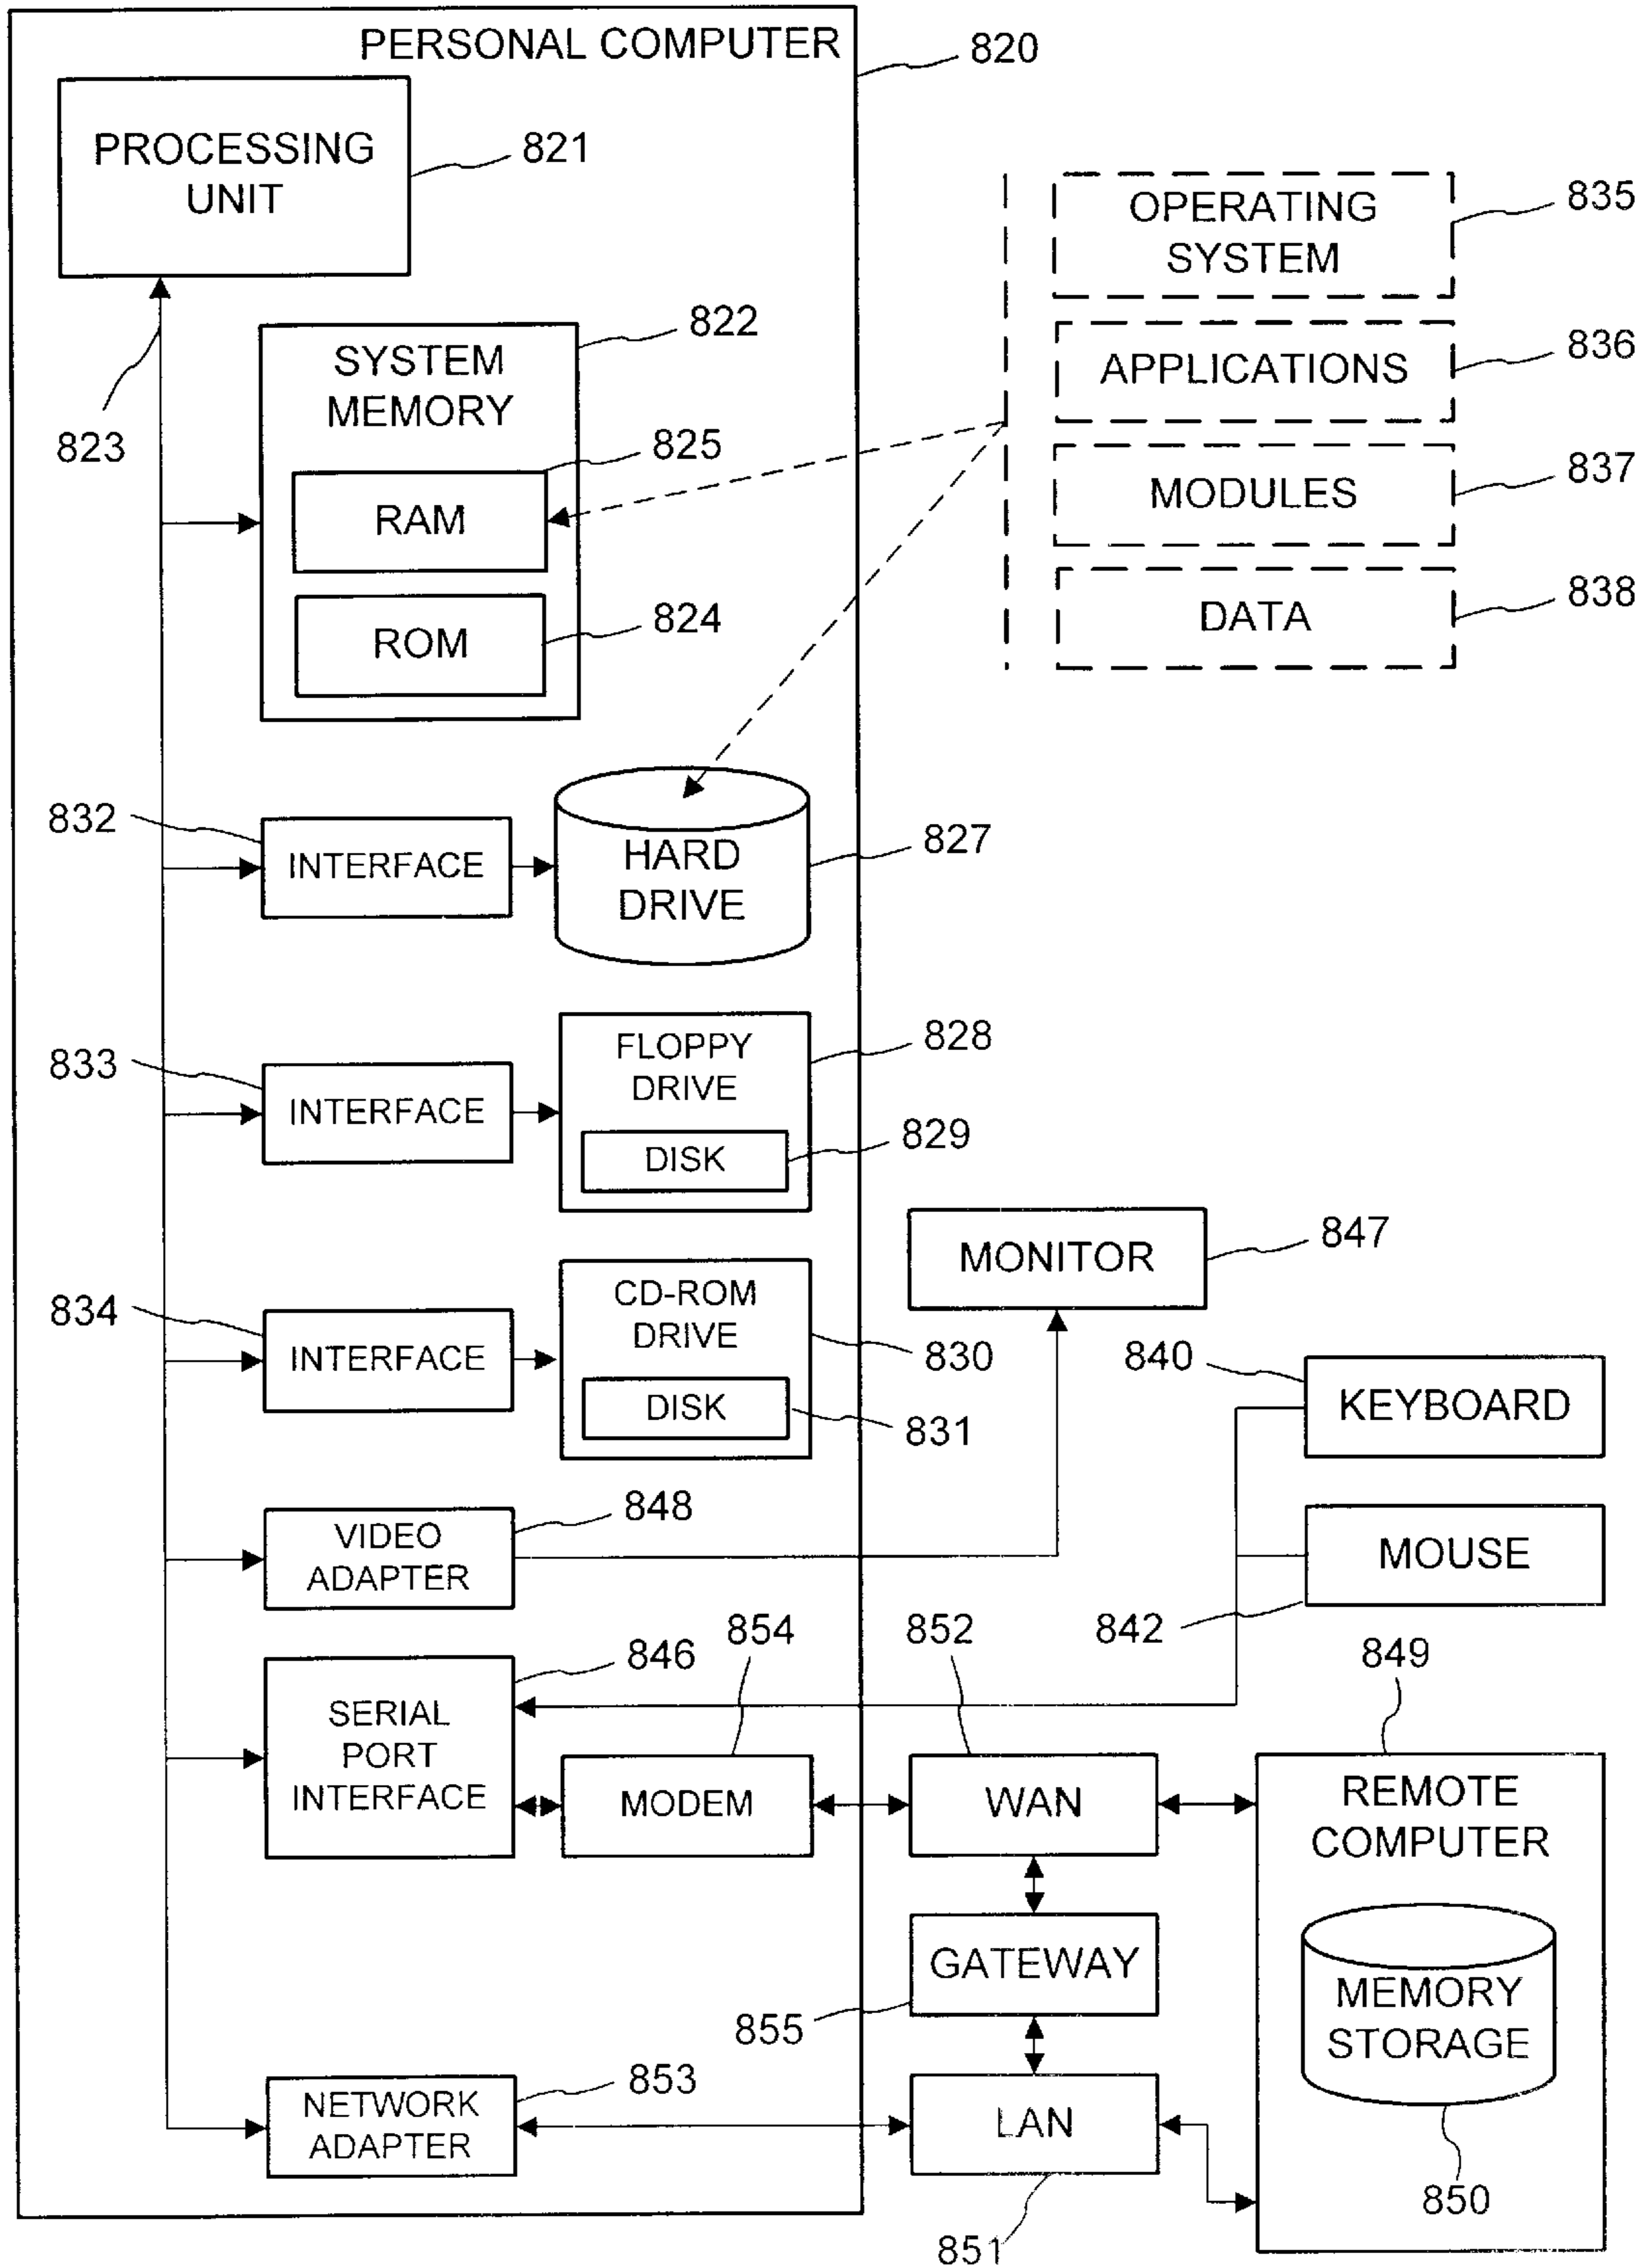 PERSONAL COMPUTER
820
PROCESSING
UNIT
821
823
SYSTEM
MEMORY
822
RAM
825
ROM
824
OPERATING
SYSTEM
835
APPLICATIONS
836
MODULES
837
DATA
838
832
INTERFACE
HARD
DRIVE
827
833
INTERFACE
FLOPPY
DRIVE
828
DISK
829
834
INTERFACE
CD-ROM
DRIVE
830
DISK
831
MONITOR
847
840
KEYBOARD
MOUSE
842
VIDEO
ADAPTER
848
SERIAL
PORT
INTERFACE
846
854
MODEM
852
WAN
849
REMOTE
COMPUTER
MEMORY
STORAGE
850
GATEWAY
855
NETWORK
ADAPTER
853
LAN
851